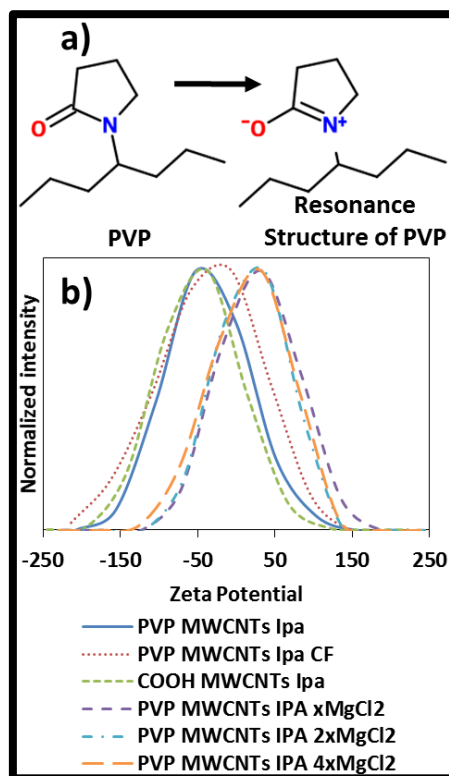 a)
O
N
⁻O
N⁺
PVP
Resonance
Structure of PVP
b)
Normalized intensity
-250 -150 -50 50 150 250
Zeta Potential
PVP MWCNTs Ipa
PVP MWCNTs Ipa CF
COOH MWCNTs Ipa
PVP MWCNTs IPA xMgCl2
PVP MWCNTs IPA 2xMgCl2
PVP MWCNTs IPA 4xMgCl2